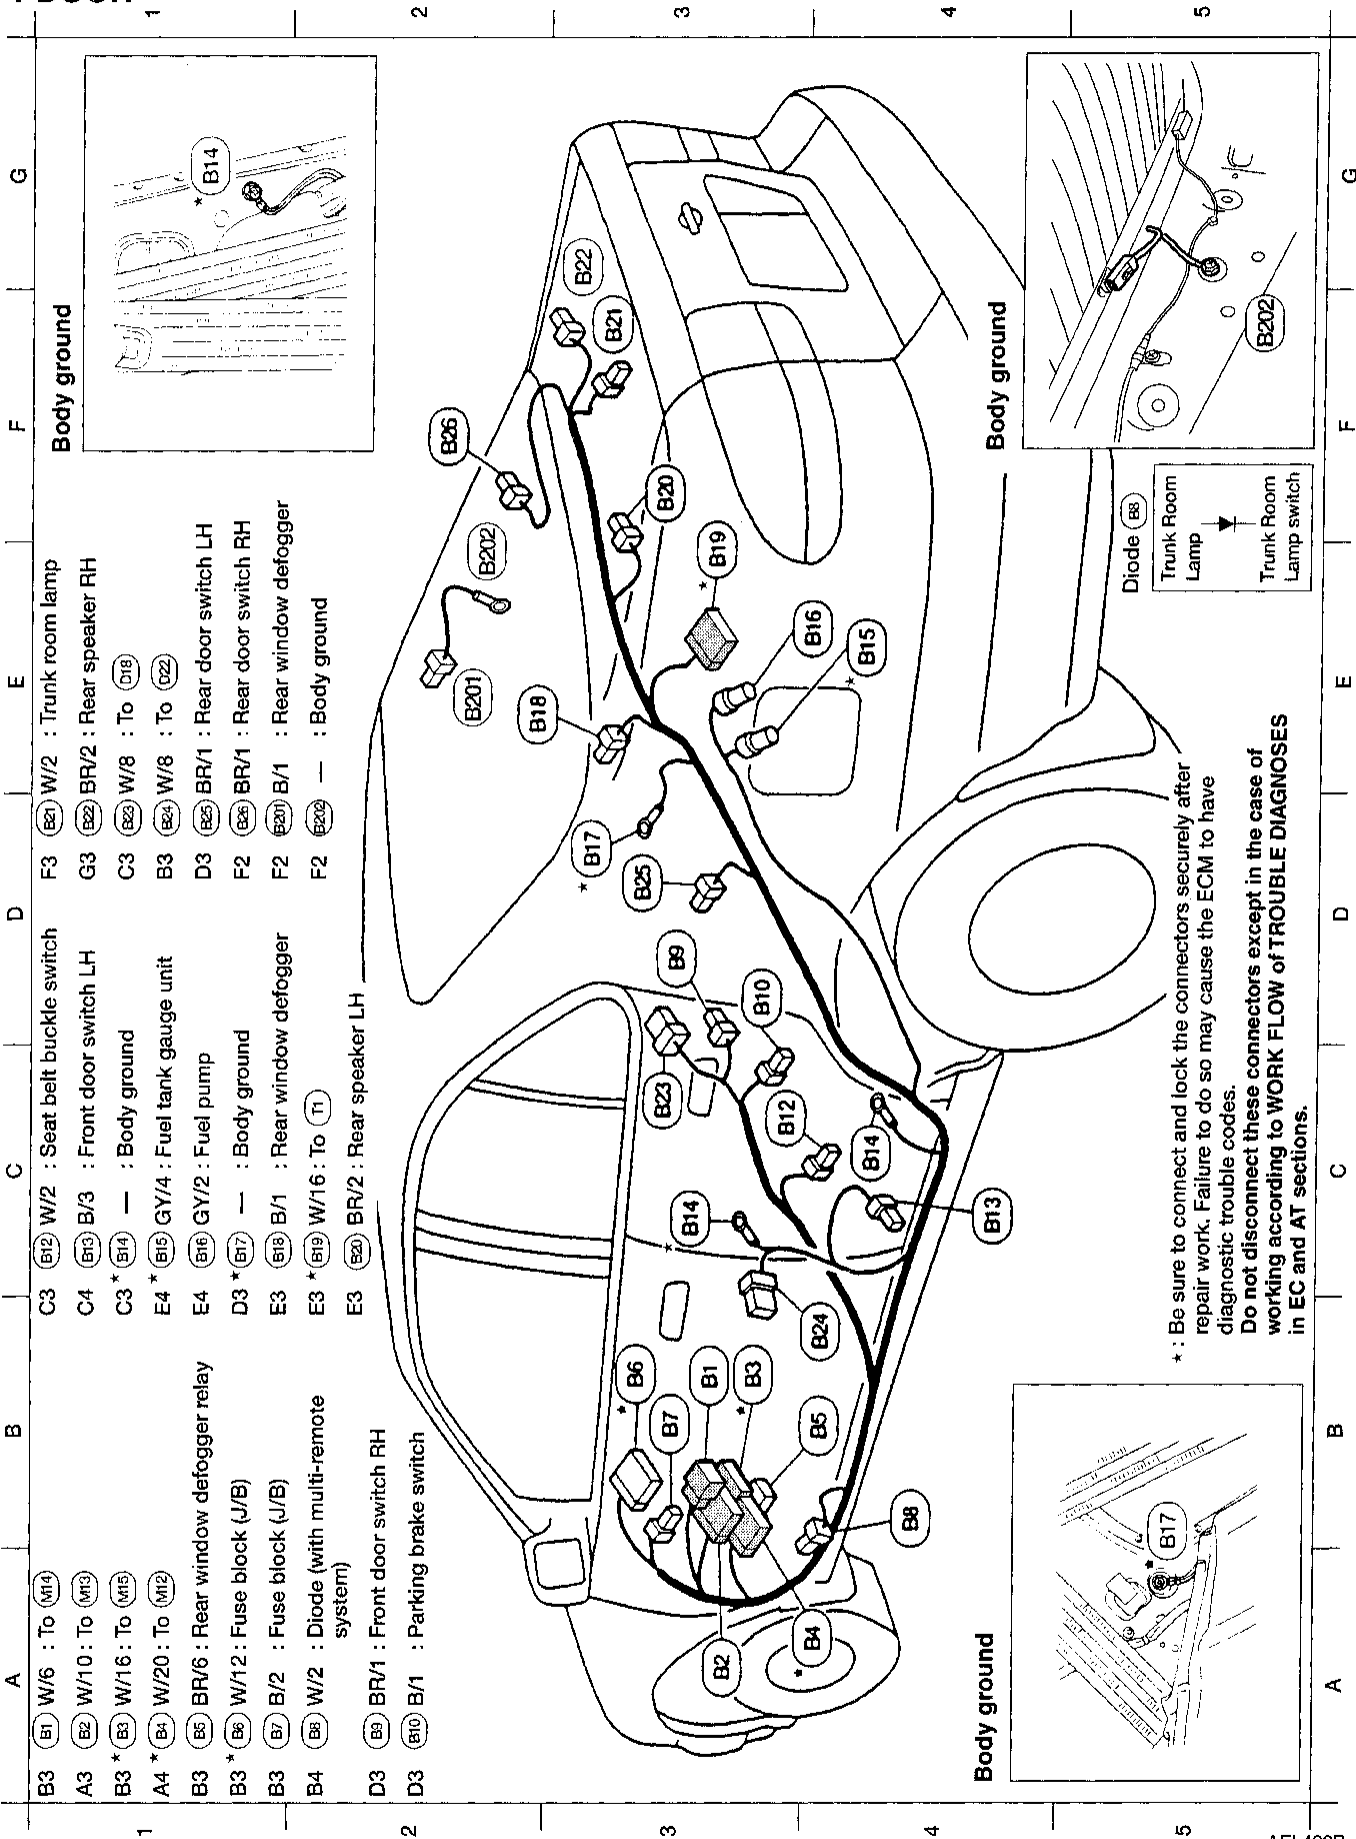 B3 B1 W/6 : To M14
A3 B2 W/10 : To M13
B3 * B3 W/16 : To M15
A4 * B4 W/20 : To M12
B3 B5 BR/6 : Rear window defogger relay
B3 * B6 W/12 : Fuse block (J/B)
B3 B7 B/2 : Fuse block (J/B)
B4 B8 W/2 : Diode (with multi-remote
system)
D3 B9 BR/1 : Front door switch RH
D3 B10 B/1 : Parking brake switch
C3 B12 W/2 : Seat belt buckle switch
C4 B13 B/3 : Front door switch LH
C3 * B14 — : Body ground
E4 * B15 GY/4 : Fuel tank gauge unit
E4 B16 GY/2 : Fuel pump
D3 * B17 — : Body ground
E3 B18 B/1 : Rear window defogger
E3 * B19 W/16 : To T1
E3 B20 BR/2 : Rear speaker LH
F3 B21 W/2 : Trunk room lamp
G3 B22 BR/2 : Rear speaker RH
C3 B23 W/8 : To D18
B3 B24 W/8 : To D22
D3 B25 BR/1 : Rear door switch LH
F2 B26 BR/1 : Rear door switch RH
F2 B201 B/1 : Rear window defogger
F2 B202 — : Body ground
Body ground
* B14
A
B
C
D
E
F
G
1
2
3
4
5
B26
B22
B21
B202
B201
B20
* B19
B18
B16
* B15
* B17
B25
B9
B10
B23
B12
B14
* B14
B13
B24
* B6
B7
B1
* B3
B5
B8
B2
* B4
Body ground
* B17
* : Be sure to connect and lock the connectors securely after
repair work. Failure to do so may cause the ECM to have
diagnostic trouble codes.
Do not disconnect these connectors except in the case of
working according to WORK FLOW of TROUBLE DIAGNOSES
in EC and AT sections.
Diode B8
Trunk Room
Lamp
Trunk Room
Lamp switch
Body ground
B202
1
2
3
4
5
A
B
C
D
E
F
G